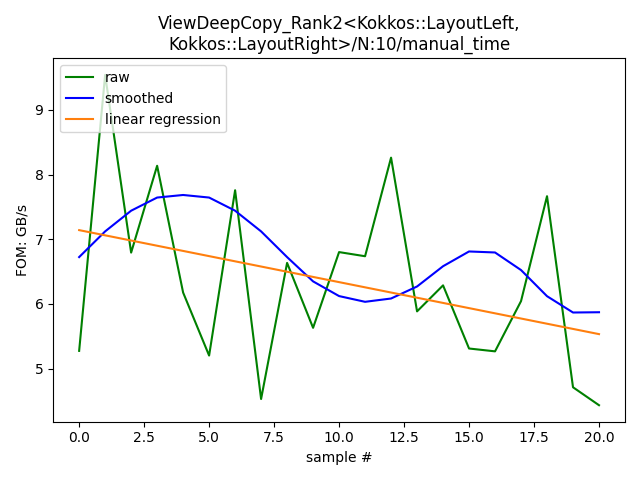 ViewDeepCopy_Rank2<Kokkos::LayoutLeft,
Kokkos::LayoutRight>/N:10/manual_time
raw
smoothed
linear regression
FOM: GB/s
9
8
7
6
5
0.0
2.5
5.0
7.5
10.0
12.5
15.0
17.5
20.0
sample #